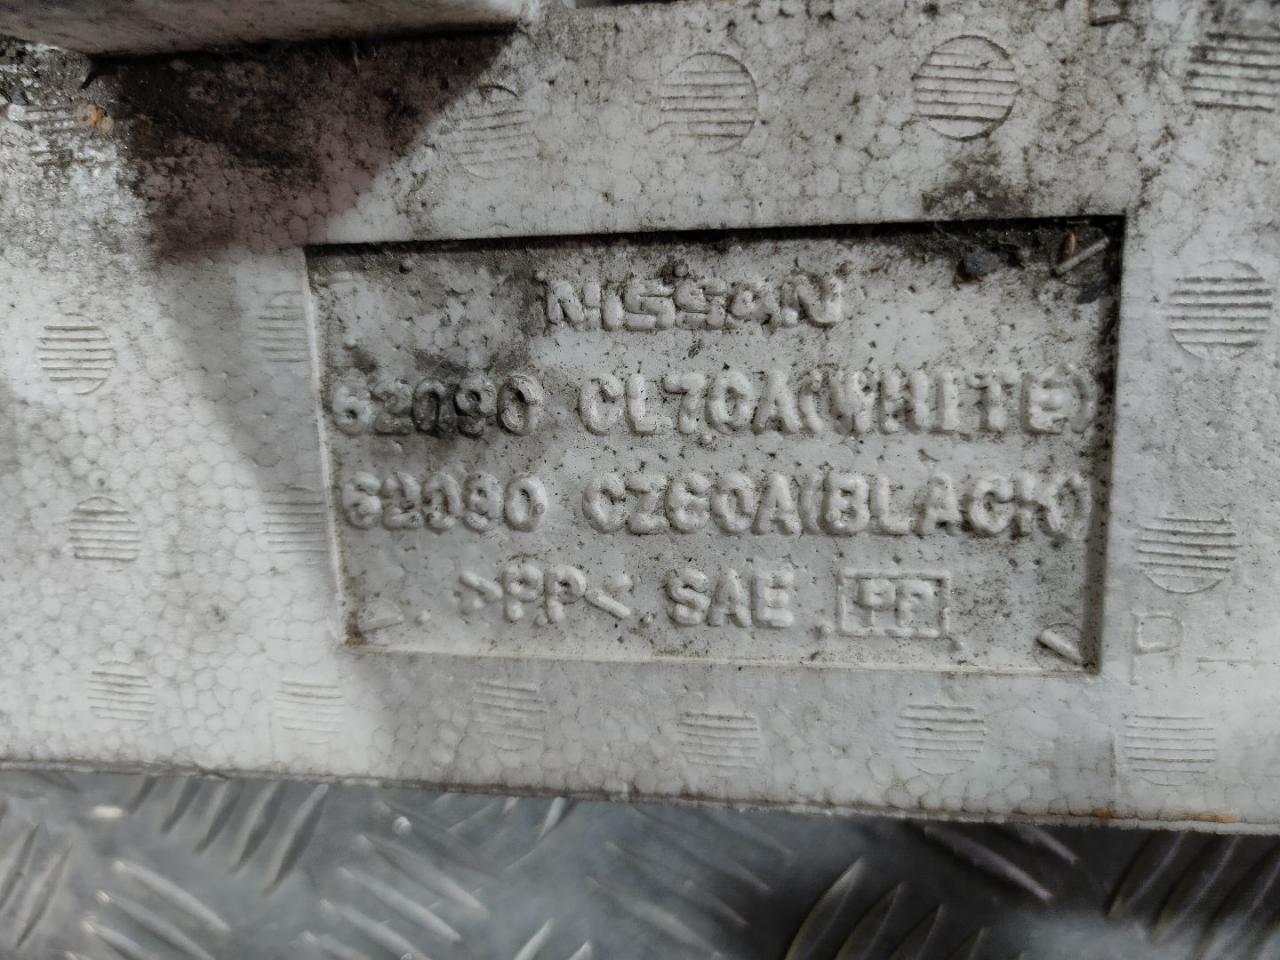 NISSAN
62090 CL70A(WHITE)
62090 CZ60A(BLACK)
>PP< SAE PP